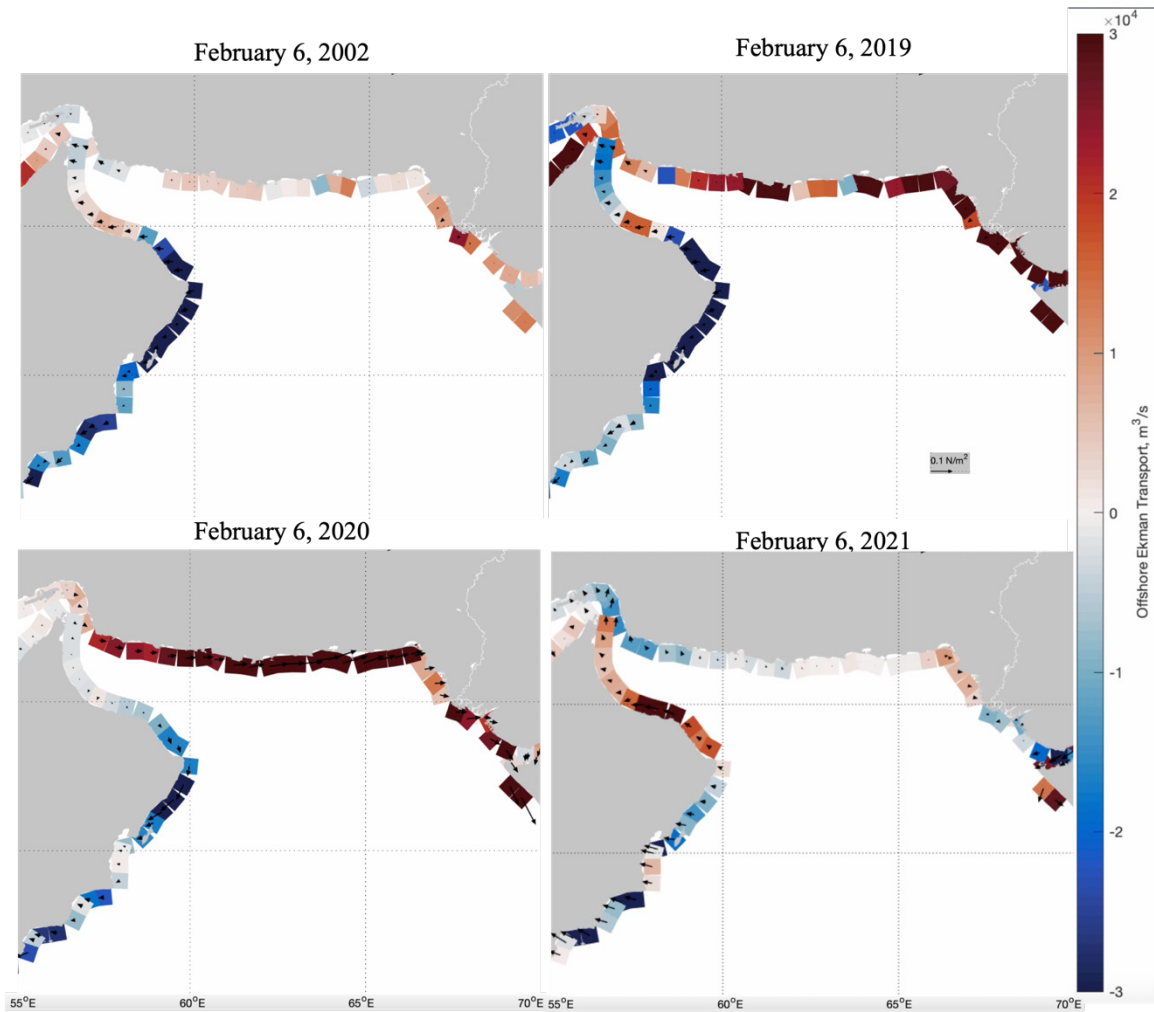 February 6, 2002
February 6, 2019
×10⁴
3
2
1
0
-1
-2
-3
Offshore Ekman Transport, m³/s
0.1 N/m²
February 6, 2020
February 6, 2021
55°E
60°E
65°E
70°E
55°E
60°E
65°E
70°E